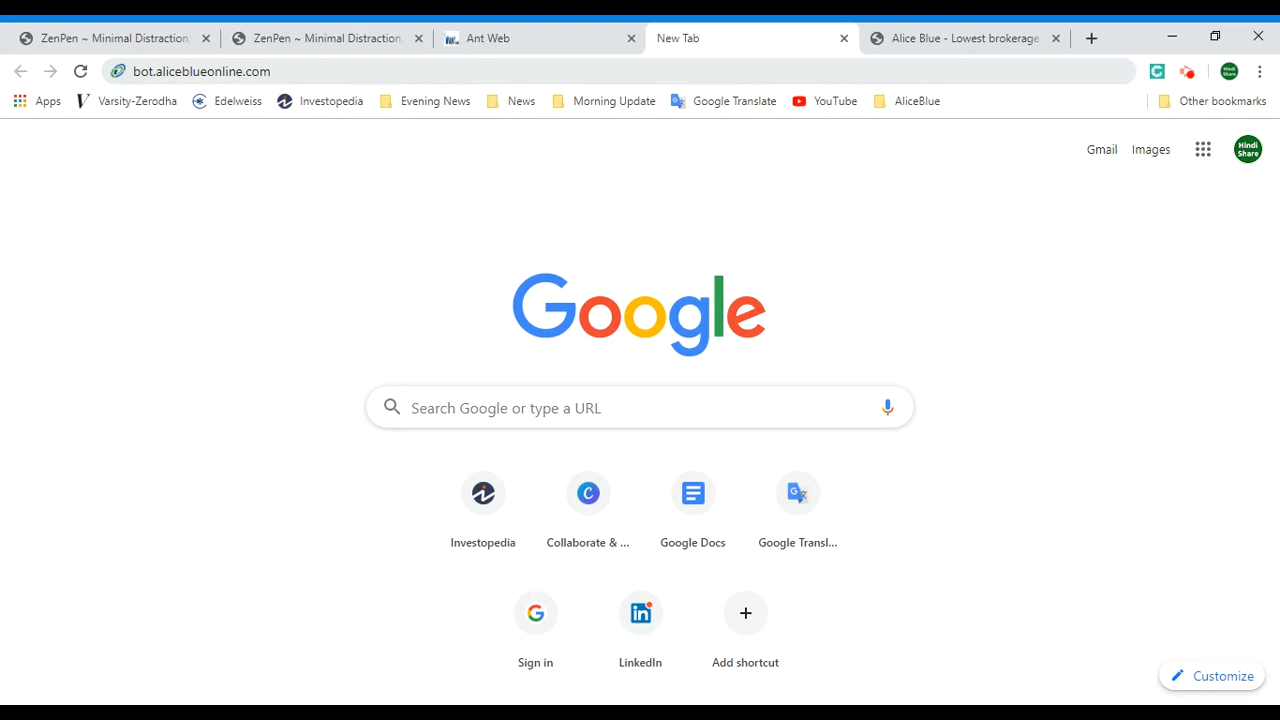 ZenPen ~ Minimal Distraction, ZenPen ~ Minimal Distraction, Ant Web New Tab Alice Blue - Lowest brokerage
bot.aliceblueonline.com
Apps Varsity-Zerodha Edelweiss Investopedia Evening News News Morning Update Google Translate YouTube AliceBlue Other bookmarks
Gmail Images Hindi Share
Google
Search Google or type a URL
Investopedia Collaborate & ... Google Docs Google Transl...
Sign in LinkedIn Add shortcut
Customize